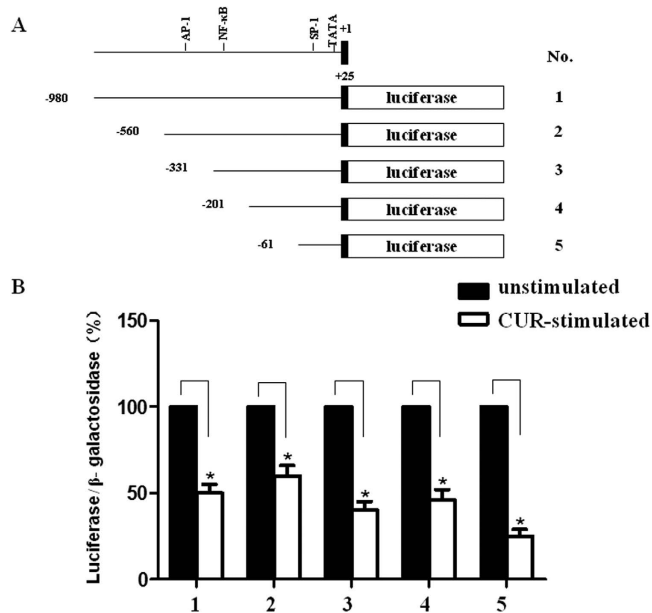 A
AP-1
NF-κB
SP-1
TATA
+1
No.
+25
-980
luciferase
1
-560
luciferase
2
-331
luciferase
3
-201
luciferase
4
-61
luciferase
5
B
unstimulated
CUR-stimulated
Luciferase/β- galactosidase (%)
150
100
50
0
*
*
*
*
*
1
2
3
4
5